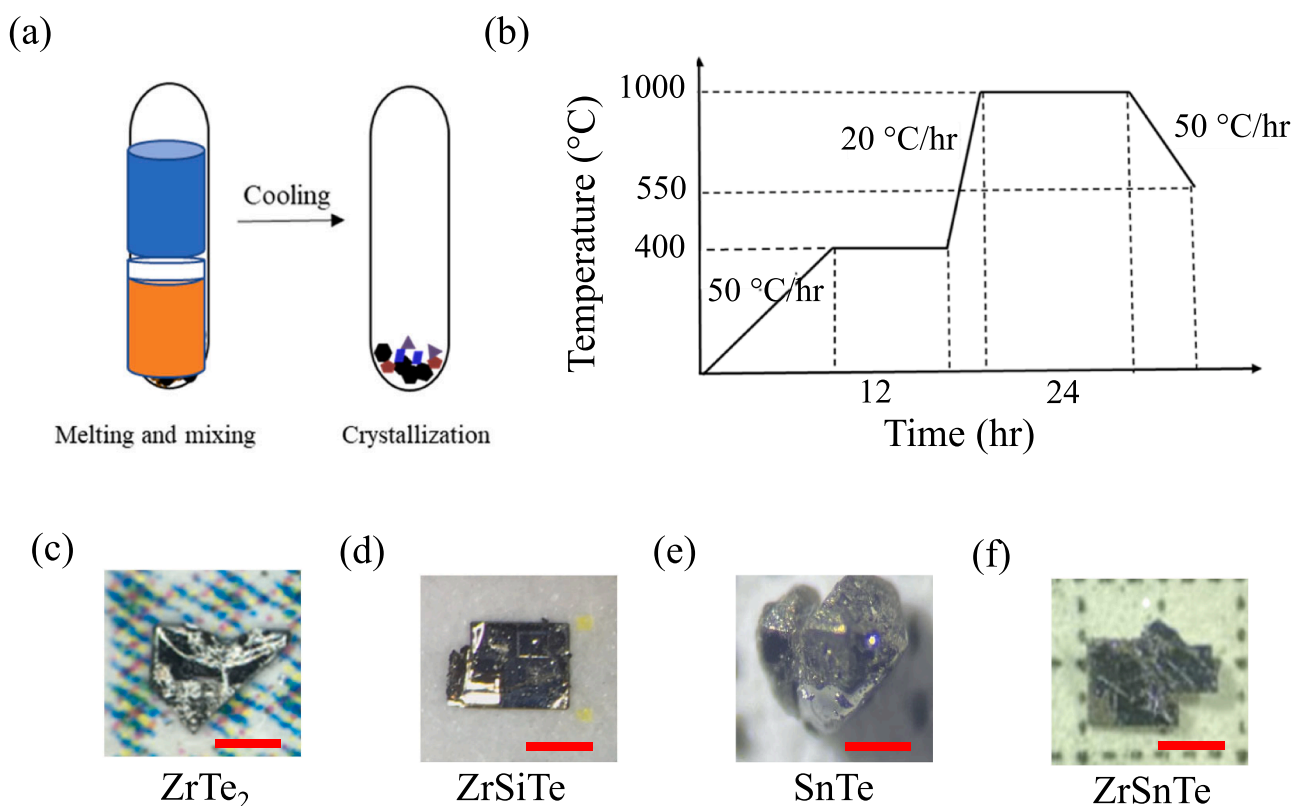 (a)
Cooling
Melting and mixing
Crystallization
(b)
Temperature (°C)
1000
550
400
50 °C/hr
20 °C/hr
50 °C/hr
12
24
Time (hr)
(c)
ZrTe₂
(d)
ZrSiTe
(e)
SnTe
(f)
ZrSnTe